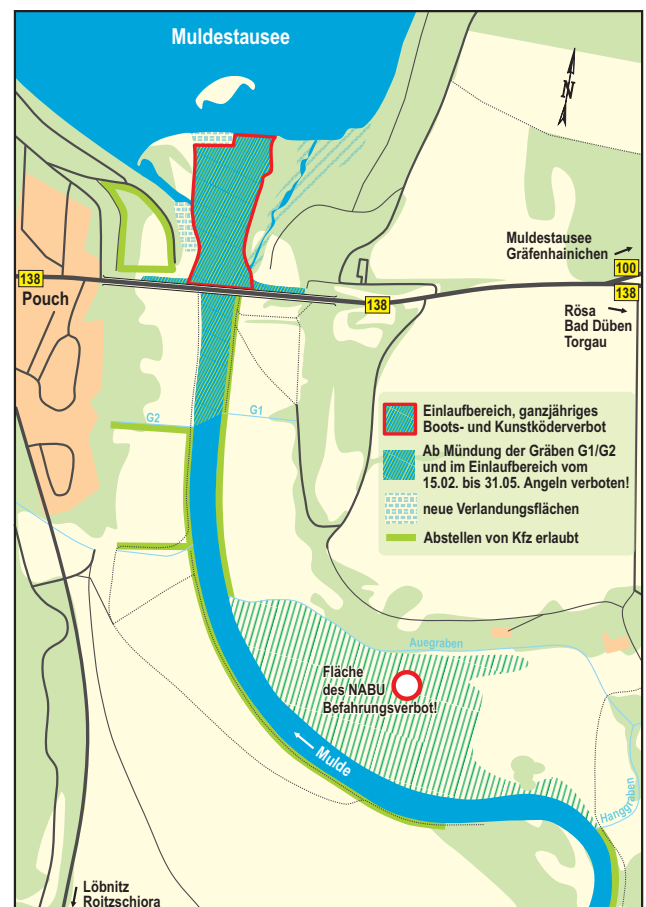 Muldestausee
N
Muldestausee
Gräfenhainichen
100
138
138
138
Pouch
Rösa
Bad Düben
Torgau
G2
G1
Einlaufbereich, ganzjähriges
Boots- und Kunstköderverbot
Ab Mündung der Gräben G1/G2
und im Einlaufbereich vom
15.02. bis 31.05. Angeln verboten!
neue Verlandungsflächen
Abstellen von Kfz erlaubt
Auegraben
Fläche
des NABU
Befahrungsverbot!
Mulde
Hanggraben
Löbnitz
Roitzschjora